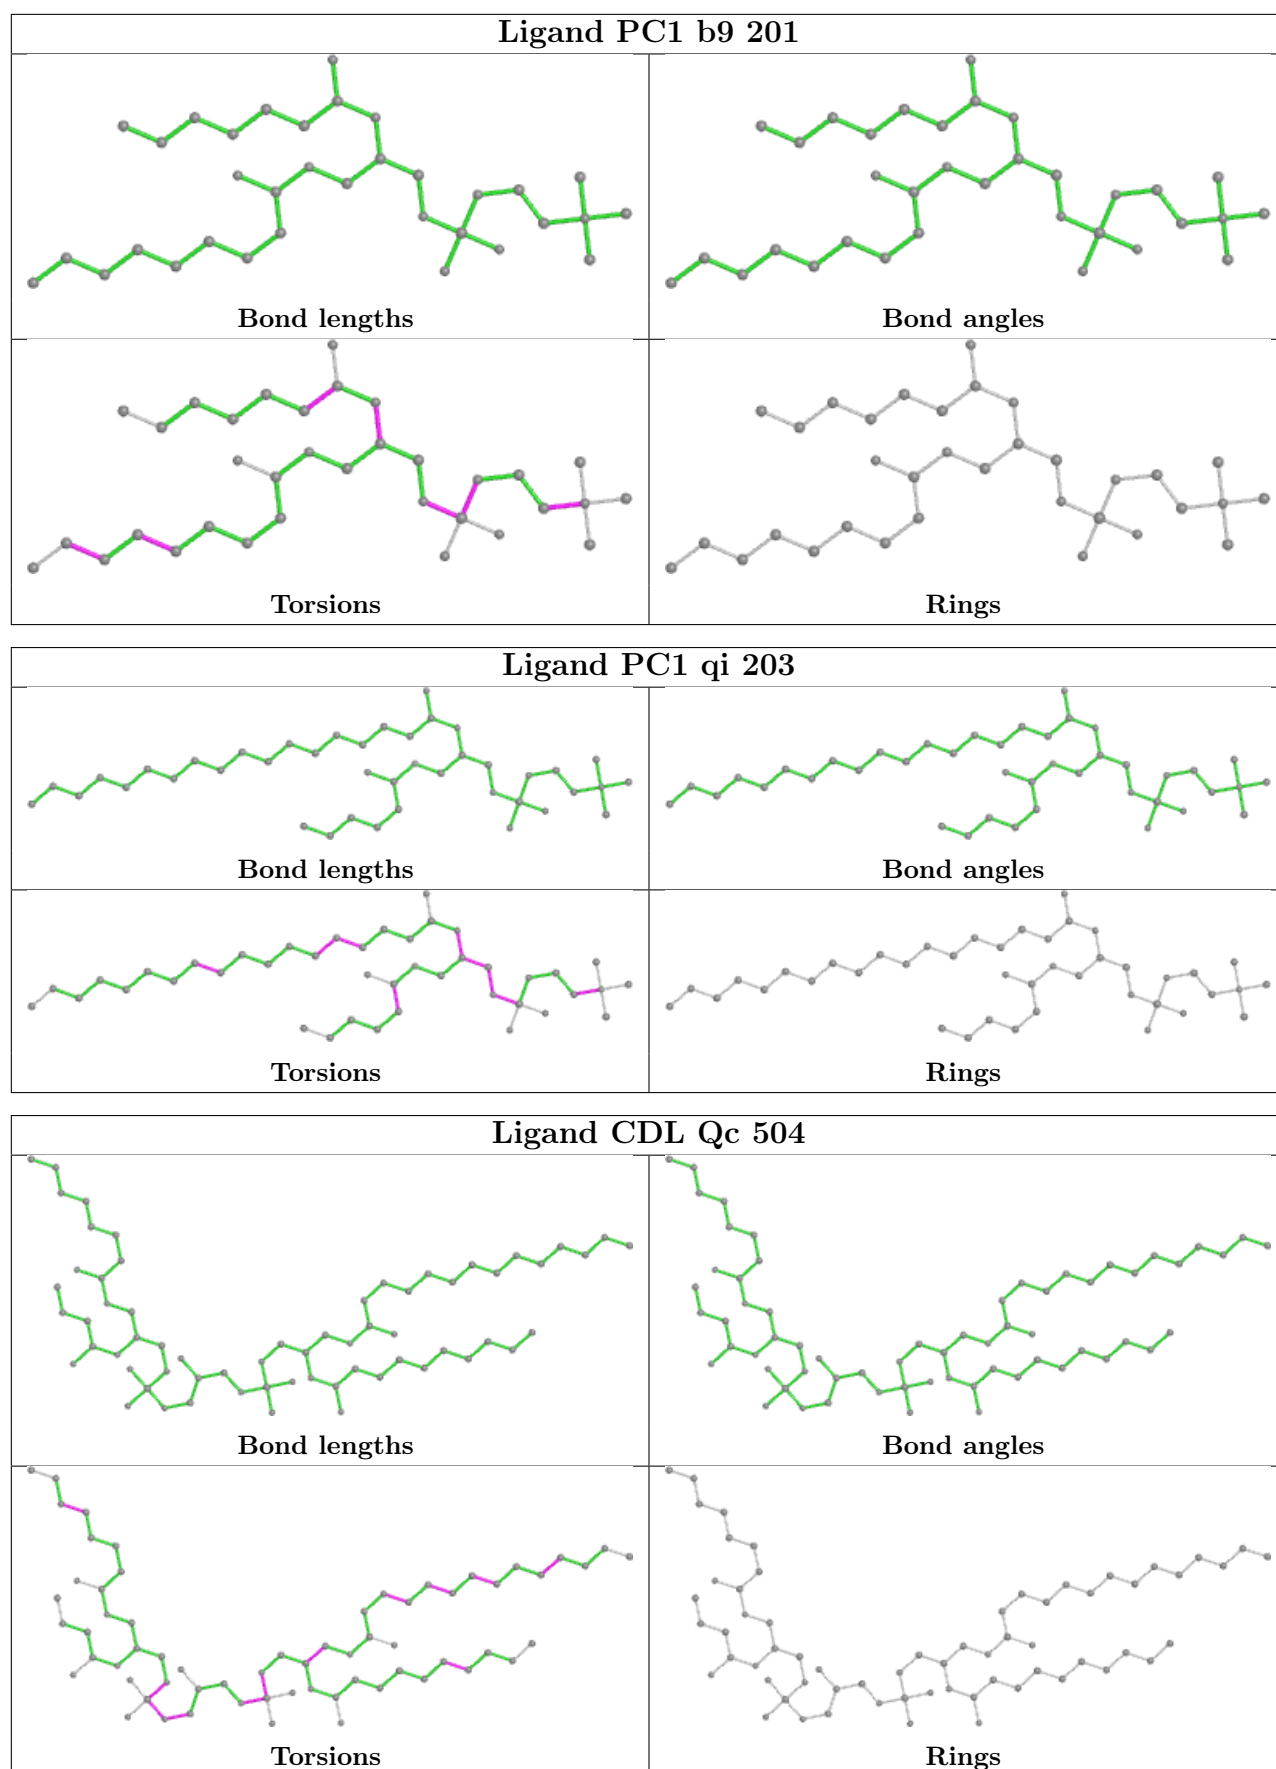 Ligand PC1 b9 201
Bond lengths
Bond angles
Torsions
Rings
Ligand PC1 qi 203
Bond lengths
Bond angles
Torsions
Rings
Ligand CDL Qc 504
Bond lengths
Bond angles
Torsions
Rings